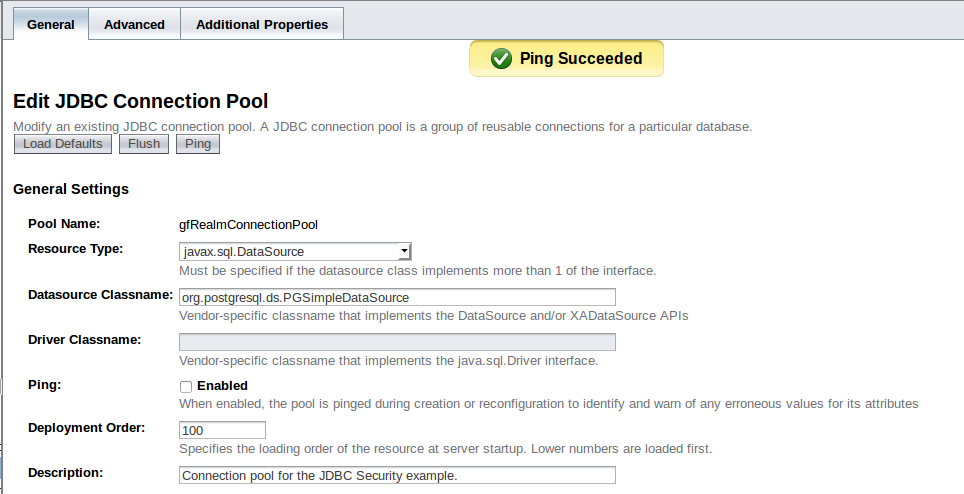 General Advanced Additional Properties
Ping Succeeded
Edit JDBC Connection Pool
Modify an existing JDBC connection pool. A JDBC connection pool is a group of reusable connections for a particular database.
Load Defaults Flush Ping
General Settings
Pool Name: gfRealmConnectionPool
Resource Type: javax.sql.DataSource
Must be specified if the datasource class implements more than 1 of the interface.
Datasource Classname: org.postgresql.ds.PGSimpleDataSource
Vendor-specific classname that implements the DataSource and/or XADataSource APIs
Driver Classname:
Vendor-specific classname that implements the java.sql.Driver interface.
Ping: Enabled
When enabled, the pool is pinged during creation or reconfiguration to identify and warn of any erroneous values for its attributes
Deployment Order: 100
Specifies the loading order of the resource at server startup. Lower numbers are loaded first.
Description: Connection pool for the JDBC Security example.